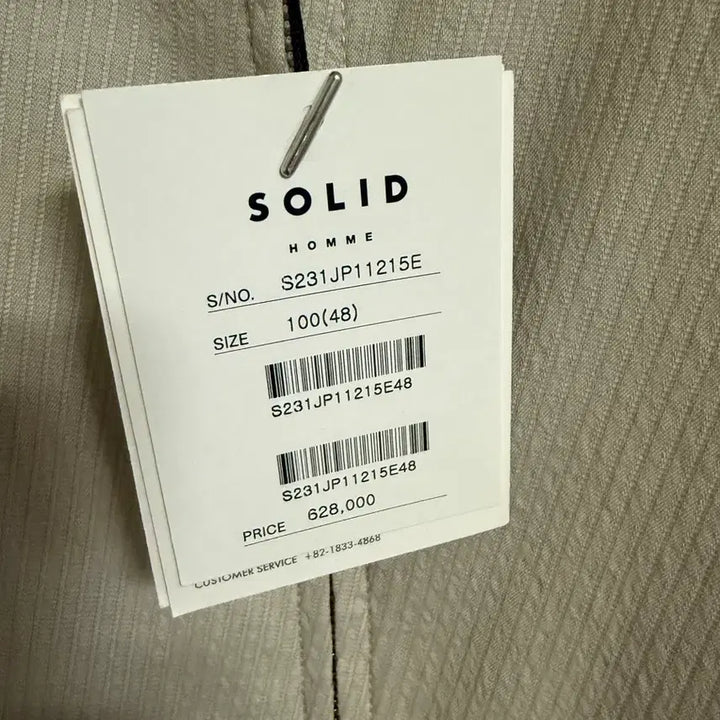 SOLID
HOMME
S/NO. S231JP11215E
SIZE 100(48)
S231JP11215E48
S231JP11215E48
PRICE 628,000
CUSTOMER SERVICE +82-1833-4868